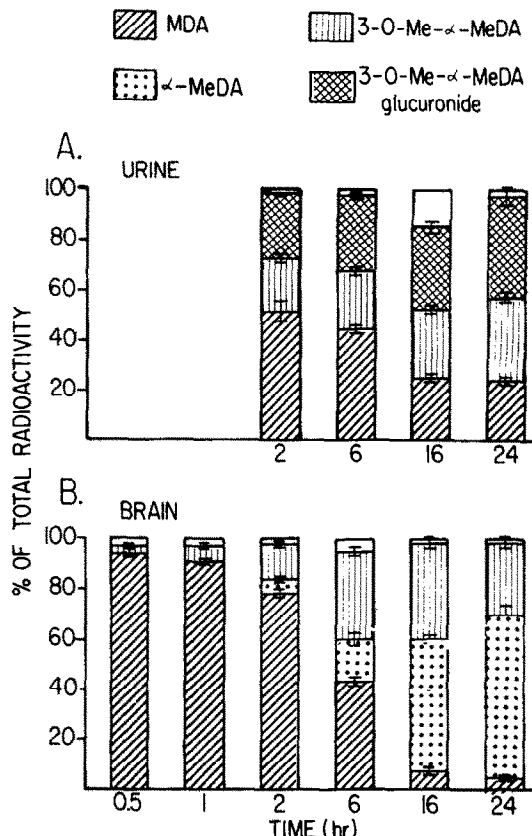 MDA
3-O-Me-α-MeDA
α-MeDA
3-O-Me-α-MeDA
glucuronide
A.
URINE
100
80
60
40
20
2 6 16 24
% OF TOTAL RADIOACTIVITY
B.
BRAIN
100
80
60
40
20
0.5 1 2 6 16 24
TIME (hr)